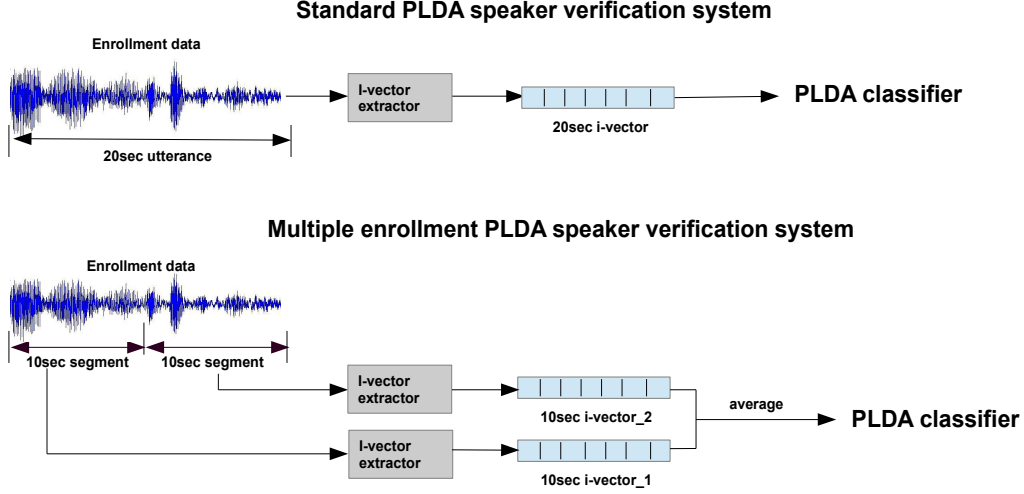 Standard PLDA speaker verification system
Enrollment data
I-vector
extractor
PLDA classifier
20sec i-vector
20sec utterance
Multiple enrollment PLDA speaker verification system
Enrollment data
10sec segment
10sec segment
I-vector
extractor
10sec i-vector_2
average
PLDA classifier
I-vector
extractor
10sec i-vector_1